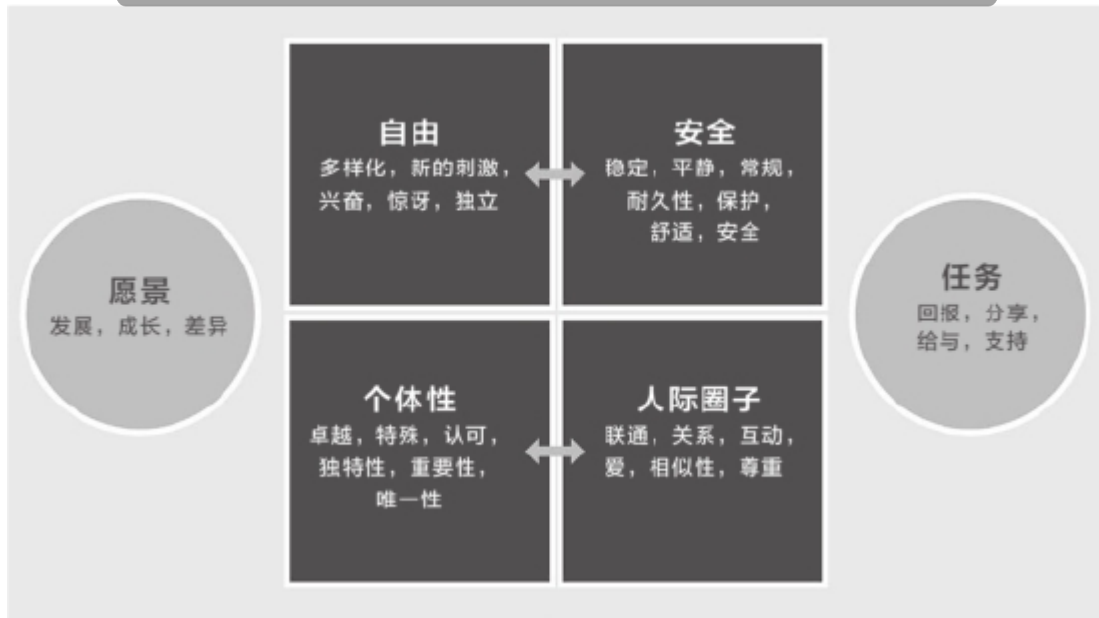 自由
多样化，新的刺激，
兴奋，惊讶，独立
安全
稳定，平静，常规，
耐久性，保护，
舒适，安全
愿景
发展，成长，差异
任务
回报，分享，
给与，支持
个体性
卓越，特殊，认可，
独特性，重要性，
唯一性
人际圈子
联通，关系，互动，
爱，相似性，尊重